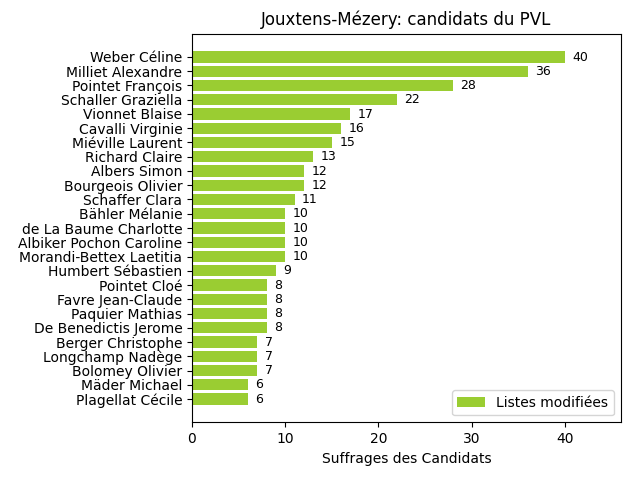 Jouxtens-Mézery: candidats du PVL
Weber Céline 40
Milliet Alexandre 36
Pointet François 28
Schaller Graziella 22
Vionnet Blaise 17
Cavalli Virginie 16
Miéville Laurent 15
Richard Claire 13
Albers Simon 12
Bourgeois Olivier 12
Schaffer Clara 11
Bähler Mélanie 10
de La Baume Charlotte 10
Albiker Pochon Caroline 10
Morandi-Bettex Laetitia 10
Humbert Sébastien 9
Pointet Cloé 8
Favre Jean-Claude 8
Paquier Mathias 8
De Benedictis Jerome 8
Berger Christophe 7
Longchamp Nadège 7
Bolomey Olivier 7
Mäder Michael 6
Plagellat Cécile 6
Listes modifiées
0 10 20 30 40
Suffrages des Candidats